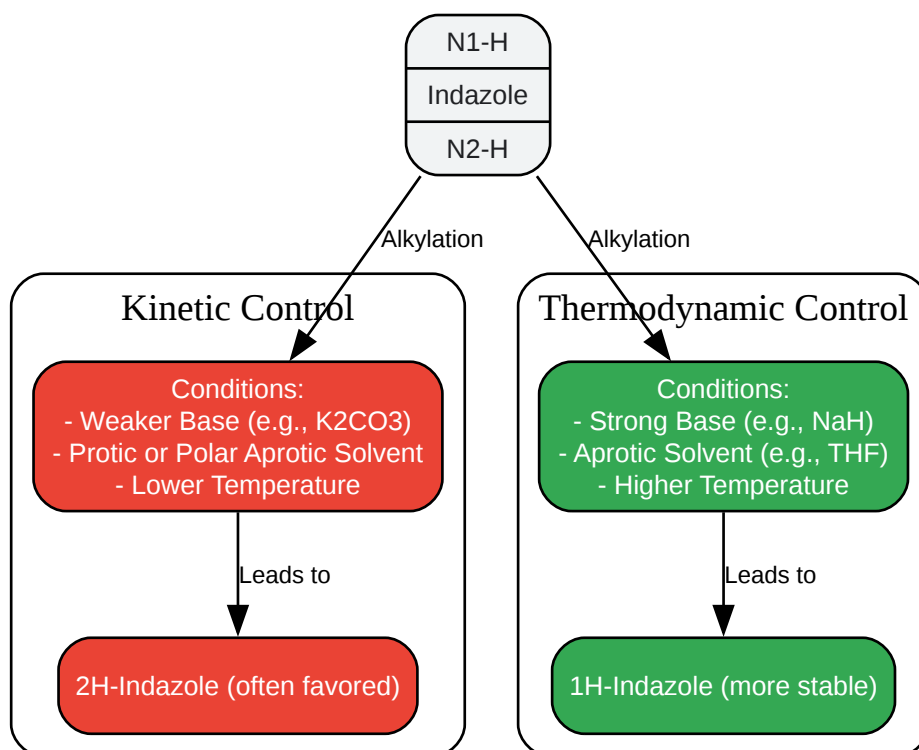 N1-H
Indazole
N2-H
Alkylation
Alkylation
Kinetic Control
Conditions:
- Weaker Base (e.g., K2CO3)
- Protic or Polar Aprotic Solvent
- Lower Temperature
Leads to
2H-Indazole (often favored)
Thermodynamic Control
Conditions:
- Strong Base (e.g., NaH)
- Aprotic Solvent (e.g., THF)
- Higher Temperature
Leads to
1H-Indazole (more stable)